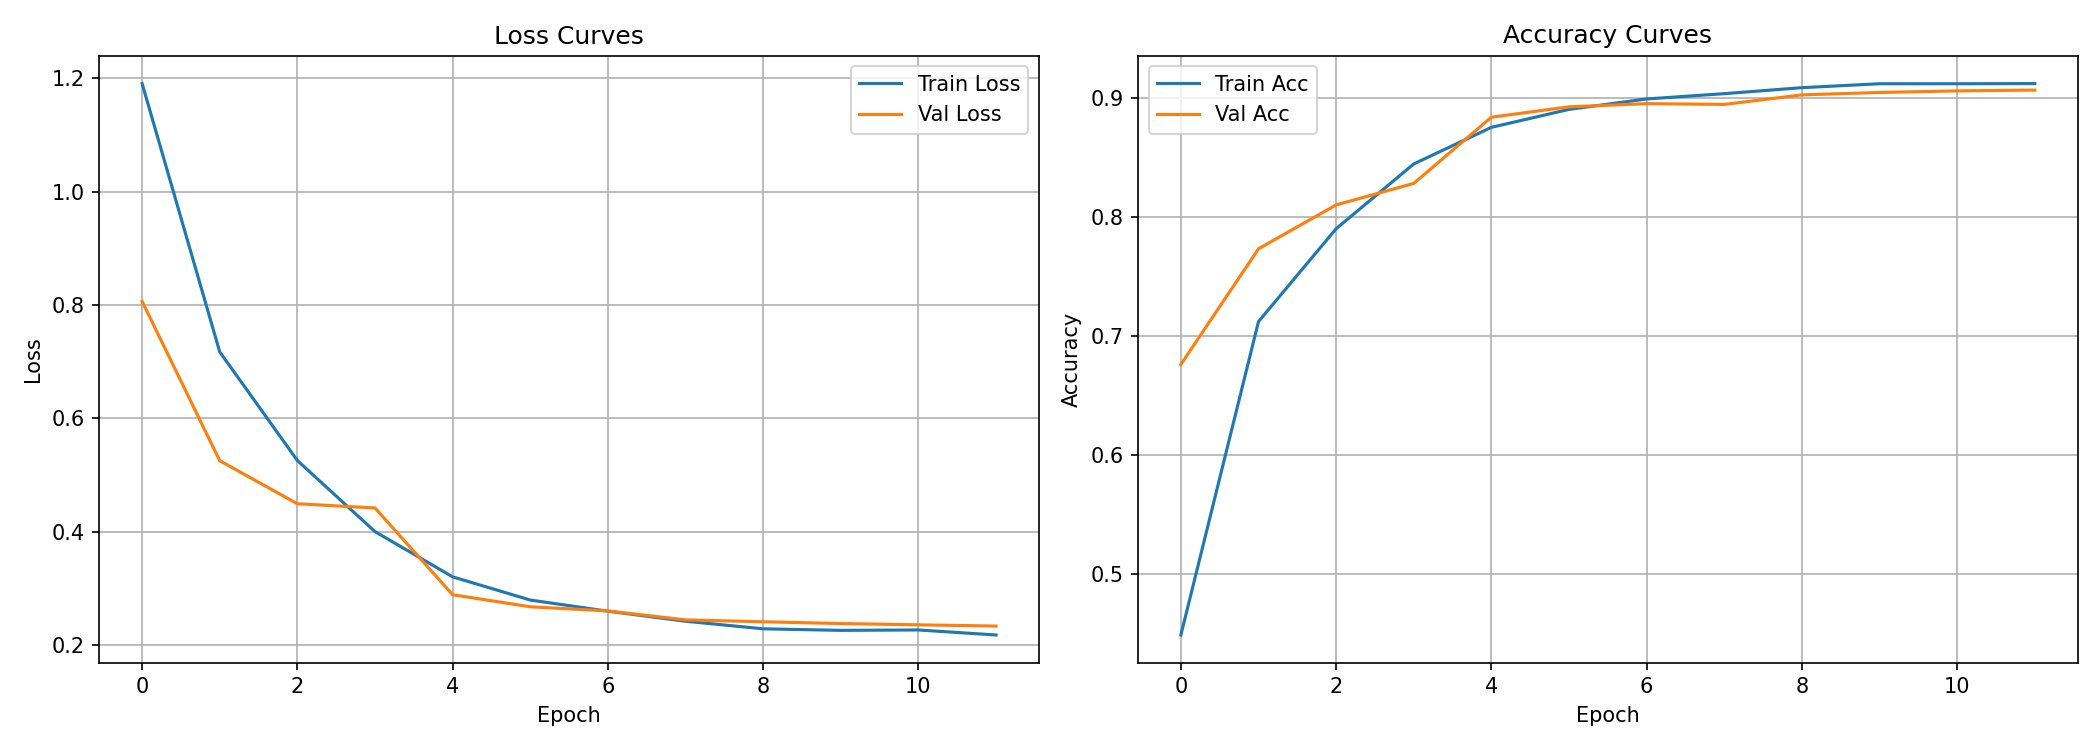 Loss Curves
1.2
1.0
0.8
0.6
0.4
0.2
Loss
Train Loss
Val Loss
0 2 4 6 8 10
Epoch
Accuracy Curves
0.9
0.8
0.7
0.6
0.5
Accuracy
Train Acc
Val Acc
0 2 4 6 8 10
Epoch